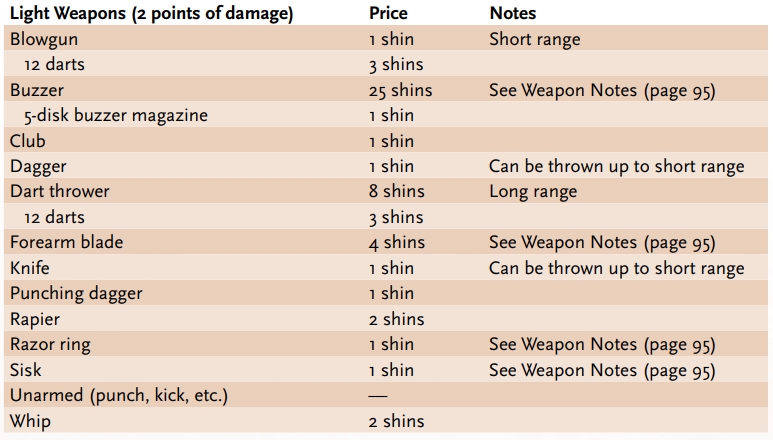 Light Weapons (2 points of damage) Price Notes
Blowgun 1 shin Short range
12 darts 3 shins
Buzzer 25 shins See Weapon Notes (page 95)
5-disk buzzer magazine 1 shin
Club 1 shin
Dagger 1 shin Can be thrown up to short range
Dart thrower 8 shins Long range
12 darts 3 shins
Forearm blade 4 shins See Weapon Notes (page 95)
Knife 1 shin Can be thrown up to short range
Punching dagger 1 shin
Rapier 2 shins
Razor ring 1 shin See Weapon Notes (page 95)
Sisk 1 shin See Weapon Notes (page 95)
Unarmed (punch, kick, etc.) —
Whip 2 shins